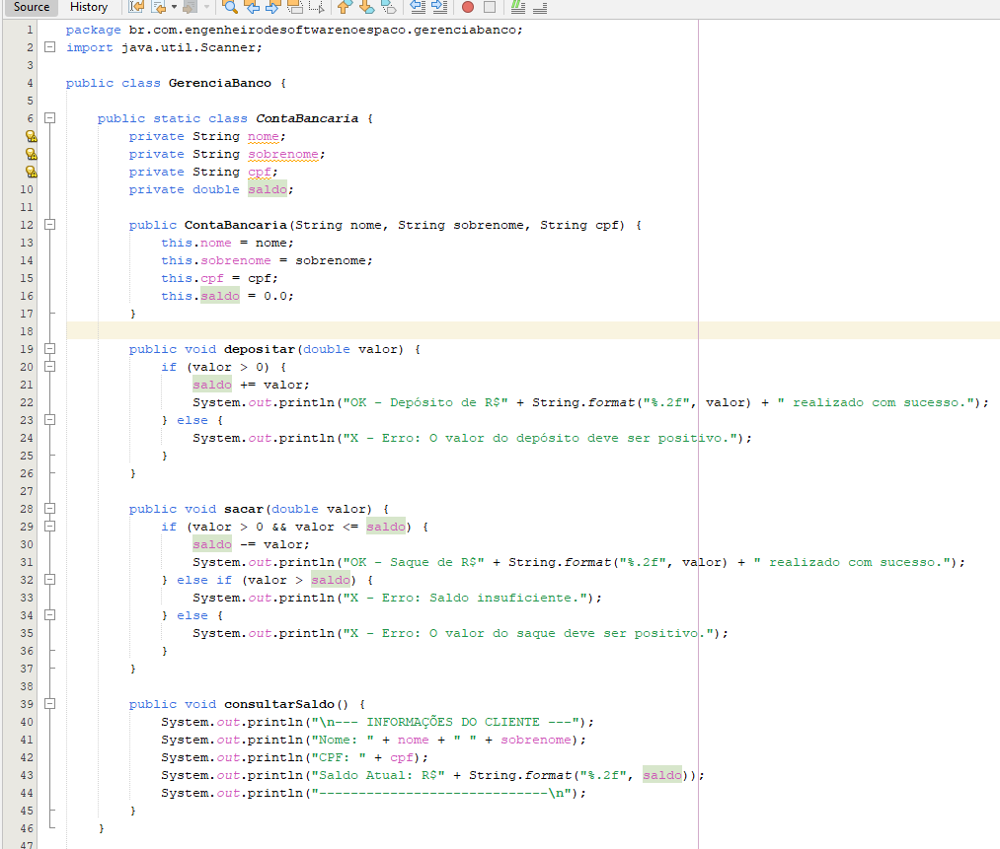 Source History
1 package br.com.engenheirodesoftwarenoespaco.gerenciabanco;
2 import java.util.Scanner;
3
4 public class GerenciaBanco {
5
6 public static class ContaBancaria {
private String nome;
private String sobrenome;
private String cpf;
10 private double saldo;
11
12 public ContaBancaria(String nome, String sobrenome, String cpf) {
13 this.nome = nome;
14 this.sobrenome = sobrenome;
15 this.cpf = cpf;
16 this.saldo = 0.0;
17 }
18
19 public void depositar(double valor) {
20 if (valor > 0) {
21 saldo += valor;
22 System.out.println("OK - Depósito de R$" + String.format("%.2f", valor) + " realizado com sucesso.");
23 } else {
24 System.out.println("X - Erro: O valor do depósito deve ser positivo.");
25 }
26 }
27
28 public void sacar(double valor) {
29 if (valor > 0 && valor <= saldo) {
30 saldo -= valor;
31 System.out.println("OK - Saque de R$" + String.format("%.2f", valor) + " realizado com sucesso.");
32 } else if (valor > saldo) {
33 System.out.println("X - Erro: Saldo insuficiente.");
34 } else {
35 System.out.println("X - Erro: O valor do saque deve ser positivo.");
36 }
37 }
38
39 public void consultarSaldo() {
40 System.out.println("\n--- INFORMAÇÕES DO CLIENTE ---");
41 System.out.println("Nome: " + nome + " " + sobrenome);
42 System.out.println("CPF: " + cpf);
43 System.out.println("Saldo Atual: R$" + String.format("%.2f", saldo));
44 System.out.println("-----------------------------\n");
45 }
46 }
47